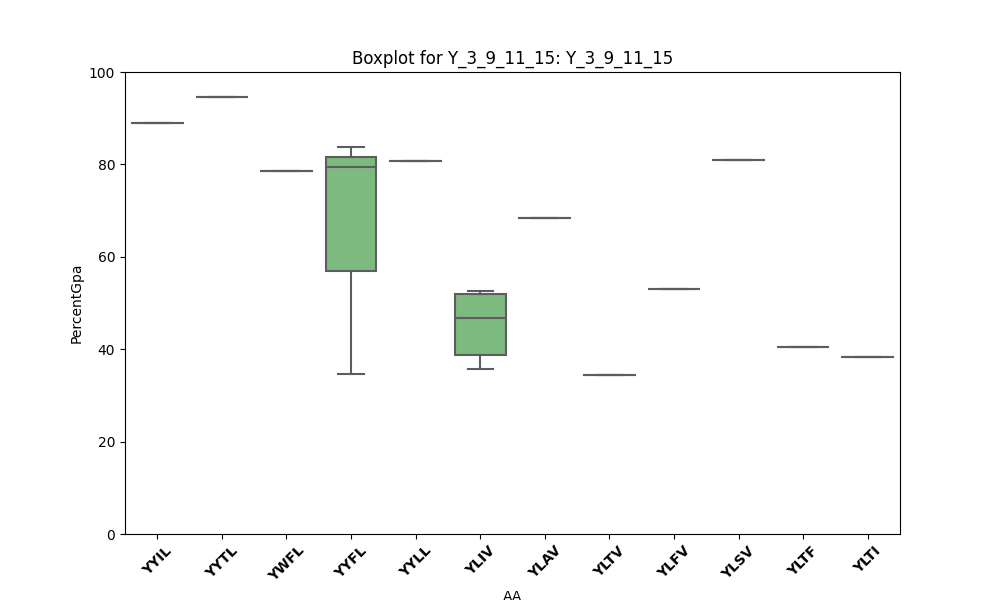 Boxplot for Y_3_9_11_15: Y_3_9_11_15
100
80
60
40
20
0
PercentGpa
YYIL YYTL YWFL YYFL YYLL YLIV YLAV YLTV YLFV YLSV YLTF YLTI
AA